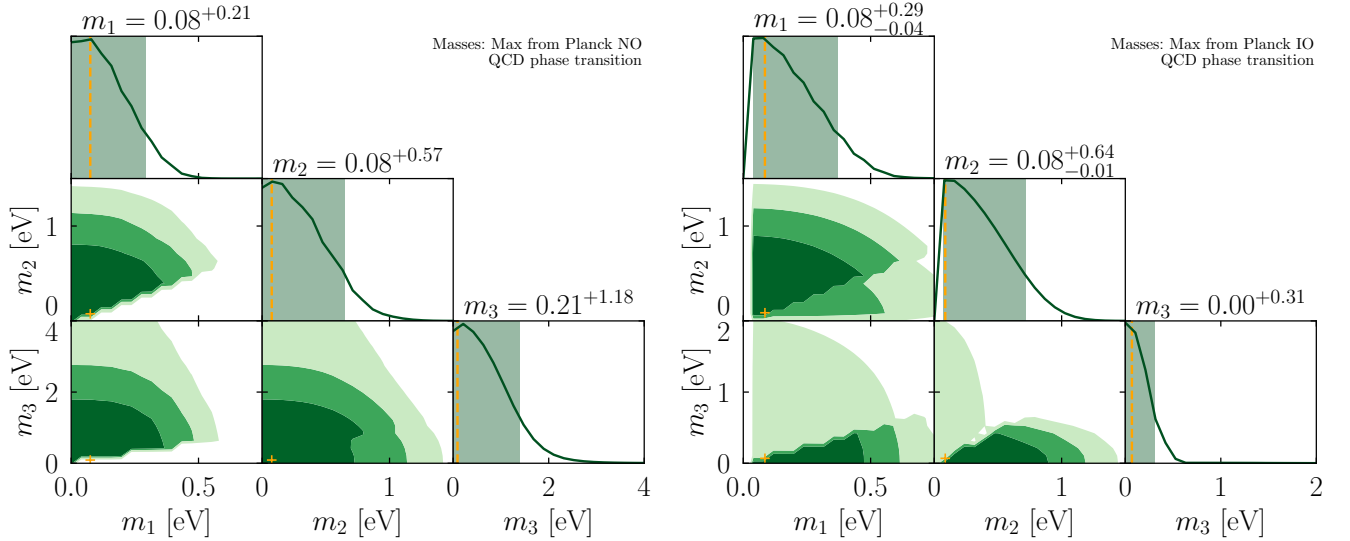 m₁ = 0.08⁺⁰·²¹
Masses: Max from Planck NO
QCD phase transition
m₂ = 0.08⁺⁰·⁵⁷
m₃ = 0.21⁺¹·¹⁸
m₂ [eV]
1
0
m₃ [eV]
4
2
0
0.0 0.5
m₁ [eV]
0 1
m₂ [eV]
0 2 4
m₃ [eV]
m₁ = 0.08⁺⁰·²⁹₋₀.₀₄
Masses: Max from Planck IO
QCD phase transition
m₂ = 0.08⁺⁰·⁶⁴₋₀.₀₁
m₃ = 0.00⁺⁰·³¹
m₂ [eV]
1
0
m₃ [eV]
2
1
0
0.0 0.5
m₁ [eV]
0 1
m₂ [eV]
0 1 2
m₃ [eV]